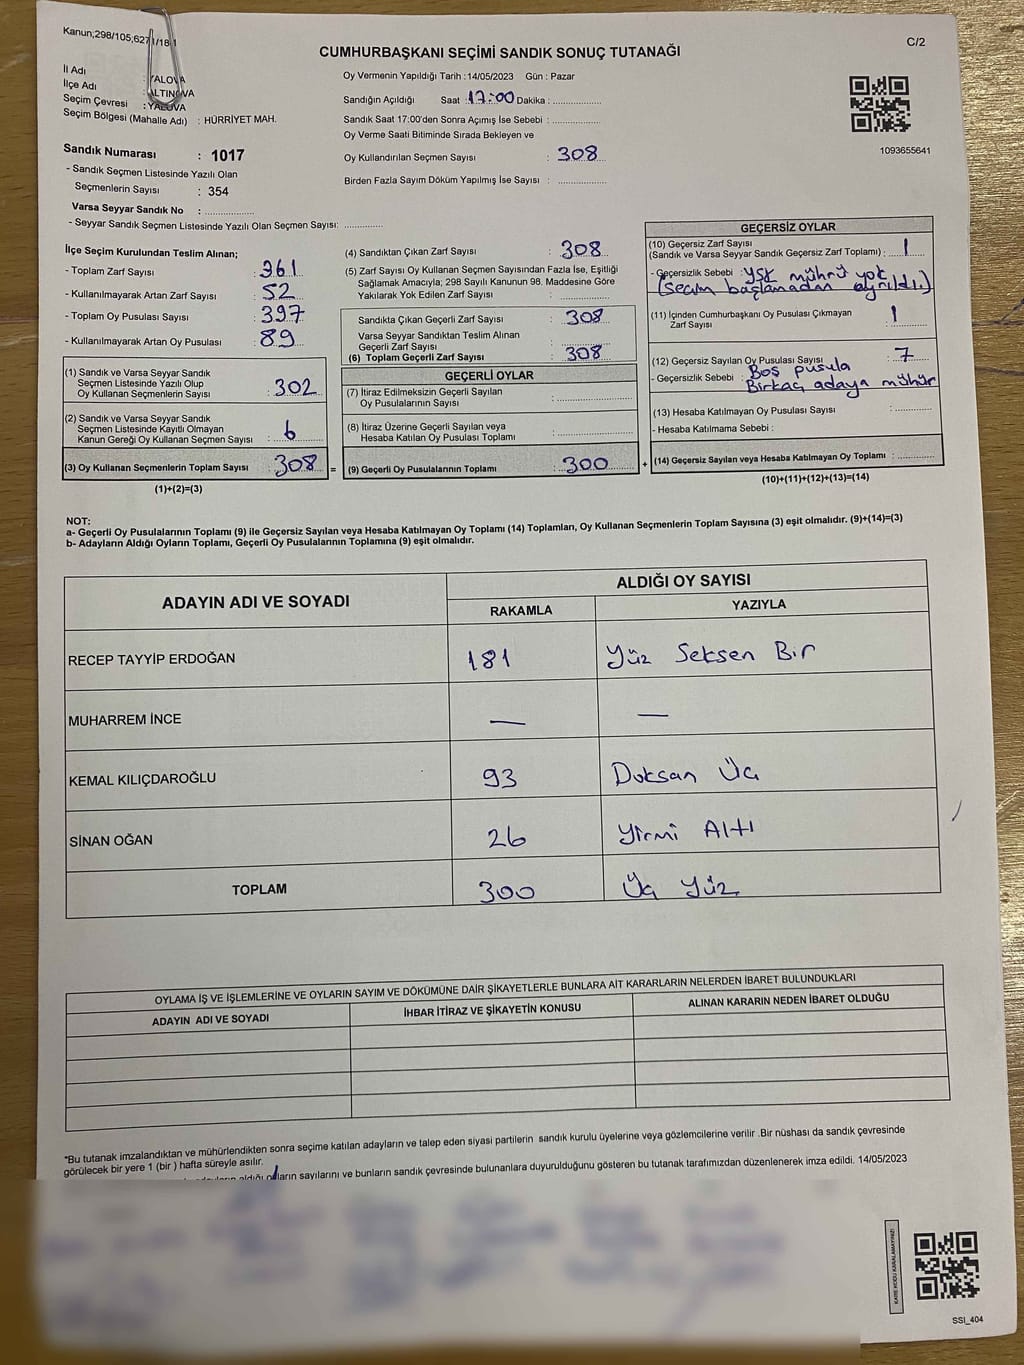 Kanun;298/105;627 /18
C/2
CUMHURBAŞKANI SEÇİMİ SANDIK SONUÇ TUTANAĞI
İl Adı : YALOVA
İlçe Adı : ALTINOVA
Seçim Çevresi : YALOVA
Seçim Bölgesi (Mahalle Adı) : HÜRRİYET MAH.
Oy Vermenin Yapıldığı Tarih :14/05/2023 Gün : Pazar
Sandığın Açıldığı Saat :17:00 Dakika :
Sandık Saat 17:00'den Sonra Açımış İse Sebebi :
Oy Verme Saati Bitiminde Sırada Bekleyen ve
Oy Kullandırılan Seçmen Sayısı : 308
Birden Fazla Sayım Döküm Yapılmış İse Sayısı :
1093655641
Sandık Numarası : 1017
- Sandık Seçmen Listesinde Yazılı Olan
Seçmenlerin Sayısı : 354
Varsa Seyyar Sandık No :
- Seyyar Sandık Seçmen Listesinde Yazılı Olan Seçmen Sayısı:
İlçe Seçim Kurulundan Teslim Alınan;
- Toplam Zarf Sayısı : 361
- Kullanılmayarak Artan Zarf Sayısı : 52
- Toplam Oy Pusulası Sayısı : 397
- Kullanılmayarak Artan Oy Pusulası : 89
(1) Sandık ve Varsa Seyyar Sandık
Seçmen Listesinde Yazılı Olup
Oy Kullanan Seçmenlerin Sayısı : 302
(2) Sandık ve Varsa Seyyar Sandık
Seçmen Listesinde Kayıtlı Olmayan
Kanun Gereği Oy Kullanan Seçmen Sayısı : 6
(3) Oy Kullanan Seçmenlerin Toplam Sayısı : 308 =
(1)+(2)=(3)
(4) Sandıktan Çıkan Zarf Sayısı : 308
(5) Zarf Sayısı Oy Kullanan Seçmen Sayısından Fazla İse, Eşitliği
Sağlamak Amacıyla; 298 Sayılı Kanunun 98. Maddesine Göre
Yakılarak Yok Edilen Zarf Sayısı :
Sandıkta Çıkan Geçerli Zarf Sayısı : 308
Varsa Seyyar Sandıktan Teslim Alınan
Geçerli Zarf Sayısı :
(6) Toplam Geçerli Zarf Sayısı : 308
GEÇERLİ OYLAR
(7) İtiraz Edilmeksizin Geçerli Sayılan
Oy Pusulalarının Sayısı :
(8) İtiraz Üzerine Geçerli Sayılan veya
Hesaba Katılan Oy Pusulası Toplamı :
(9) Geçerli Oy Pusulalarının Toplamı : 300 +
GEÇERSİZ OYLAR
(10) Geçersiz Zarf Sayısı
(Sandık ve Varsa Seyyar Sandık Geçersiz Zarf Toplamı) : 1
- Geçersizlik Sebebi : YSK mührü yok
(seçim başlamadan ayrıldı.)
(11) İçinden Cumhurbaşkanı Oy Pusulası Çıkmayan
Zarf Sayısı : 1
(12) Geçersiz Sayılan Oy Pusulası Sayısı : 7
- Geçersizlik Sebebi : Boş pusula
Birkaç adaya mühür
(13) Hesaba Katılmayan Oy Pusulası Sayısı :
- Hesaba Katılmama Sebebi :
(14) Geçersiz Sayılan veya Hesaba Katılmayan Oy Toplamı :
(10)+(11)+(12)+(13)=(14)
NOT:
a- Geçerli Oy Pusulalarının Toplamı (9) ile Geçersiz Sayılan veya Hesaba Katılmayan Oy Toplamı (14) Toplamları, Oy Kullanan Seçmenlerin Toplam Sayısına (3) eşit olmalıdır. (9)+(14)=(3)
b- Adayların Aldığı Oyların Toplamı, Geçerli Oy Pusulalarının Toplamına (9) eşit olmalıdır.
ADAYIN ADI VE SOYADI
ALDIĞI OY SAYISI
RAKAMLA YAZIYLA
RECEP TAYYİP ERDOĞAN 181 Yüz Seksen Bir
MUHARREM İNCE — —
KEMAL KILIÇDAROĞLU 93 Doksan Üç
SİNAN OĞAN 26 Yirmi Altı
TOPLAM 300 Üç Yüz
OYLAMA İŞ VE İŞLEMLERİNE VE OYLARIN SAYIM VE DÖKÜMÜNE DAİR ŞİKAYETLERLE BUNLARA AİT KARARLARIN NELERDEN İBARET BULUNDUKLARI
ADAYIN ADI VE SOYADI İHBAR İTİRAZ VE ŞİKAYETİN KONUSU ALINAN KARARIN NEDEN İBARET OLDUĞU
*Bu tutanak imzalandıktan ve mühürlendikten sonra seçime katılan adayların ve talep eden siyasi partilerin sandık kurulu üyelerine veya gözlemcilerine verilir .Bir nüshası da sandık çevresinde
görülecek bir yere 1 (bir ) hafta süreyle asılır.
aldığı oyların sayılarını ve bunların sandık çevresinde bulunanlara duyurulduğunu gösteren bu tutanak tarafımızdan düzenlenerek imza edildi. 14/05/2023
KARE KODU KARALAMAYINIZ!
SSI_404